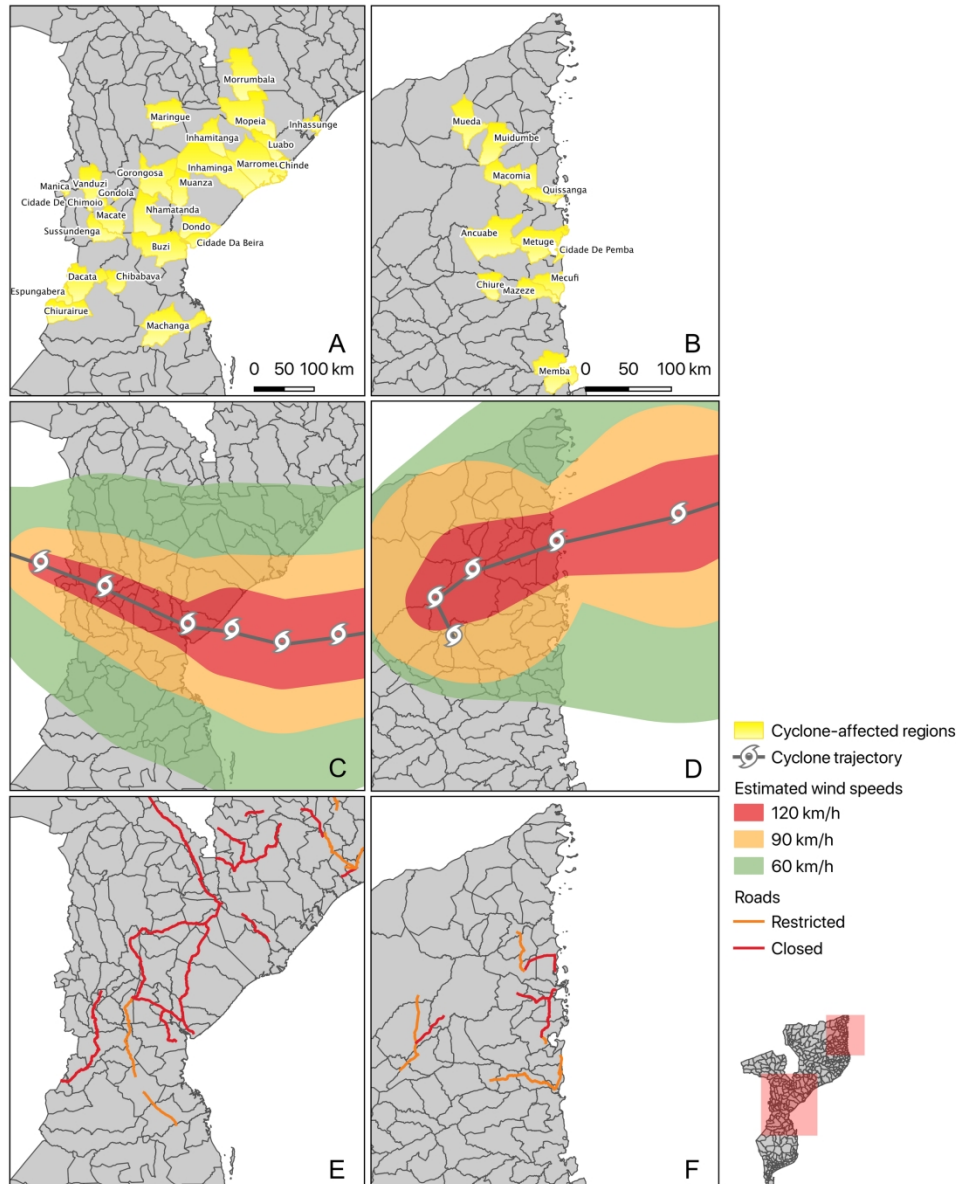 Morrumbala
Maringue
Mopeia
Inhassunge
Inhamitanga
Luabo
Gorongosa
Inhaminga
Marromeu
Chinde
Manica
Vanduzi
Muanza
Gondola
Cidade De Chimoio
Macate
Nhamatanda
Sussundenga
Dondo
Buzi
Cidade Da Beira
Dacata
Chibabava
Espungabera
Chiurairue
Machanga
A
0 50 100 km
Mueda
Muidumbe
Macomia
Quissanga
Ancuabe
Metuge
Cidade De Pemba
Chiure
Mecufi
Mazeze
Memba
B
0 50 100 km
C
D
Cyclone-affected regions
Cyclone trajectory
Estimated wind speeds
120 km/h
90 km/h
60 km/h
Roads
Restricted
Closed
E
F